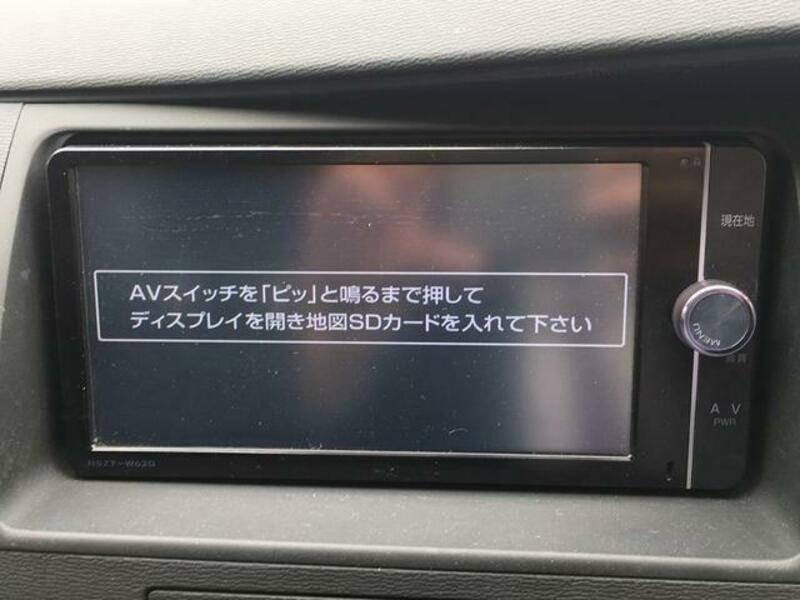 AVスイッチを「ピッ」と鳴るまで押して
ディスプレイを開き地図SDカードを入れて下さい
現在地
MENU
A V
PWR
NSZT-W62G